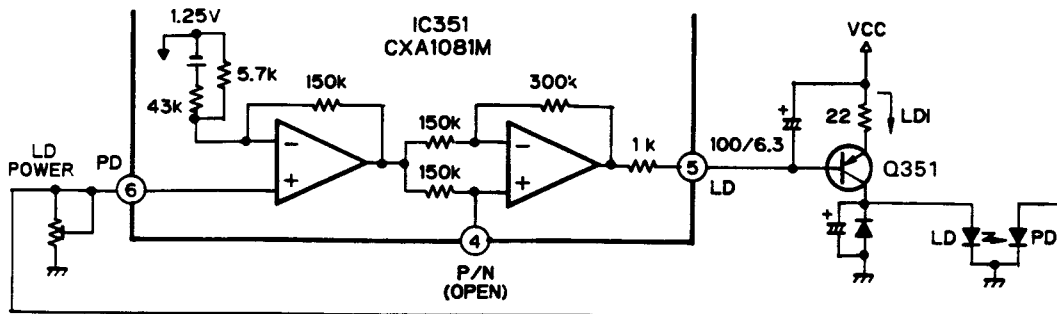 1.25V
IC351
CXA1081M
VCC
5.7k
43k
150k
300k
22
LDI
150k
150k
1k
100/6.3
Q351
LD
POWER
PD
6
5
LD
4
P/N
(OPEN)
LD
PD
−
+
−
+
+
+